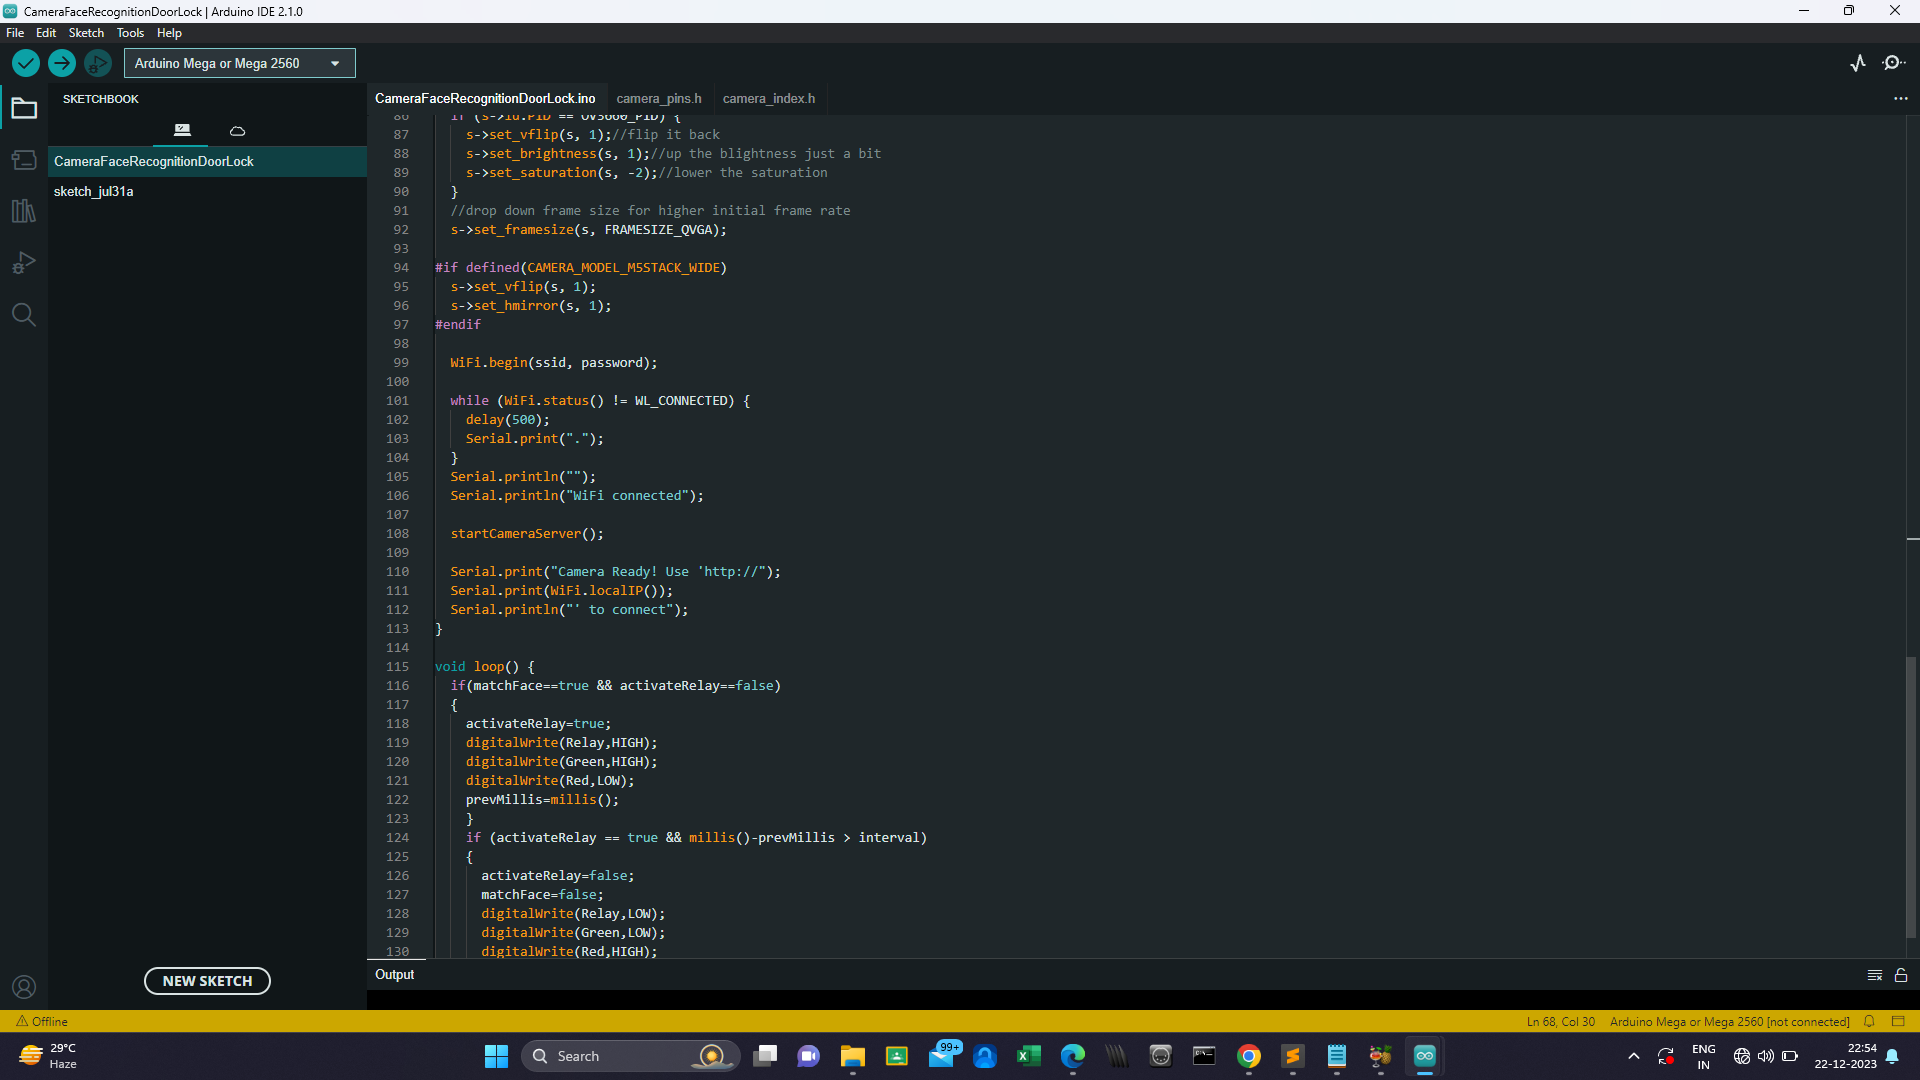 CameraFaceRecognitionDoorLock | Arduino IDE 2.1.0
File Edit Sketch Tools Help
Arduino Mega or Mega 2560
SKETCHBOOK
CameraFaceRecognitionDoorLock
sketch_jul31a
NEW SKETCH
CameraFaceRecognitionDoorLock.ino camera_pins.h camera_index.h
86 if (s->id.PID == OV3660_PID) {
87 s->set_vflip(s, 1);//flip it back
88 s->set_brightness(s, 1);//up the blightness just a bit
89 s->set_saturation(s, -2);//lower the saturation
90 }
91 //drop down frame size for higher initial frame rate
92 s->set_framesize(s, FRAMESIZE_QVGA);
93
94 #if defined(CAMERA_MODEL_M5STACK_WIDE)
95 s->set_vflip(s, 1);
96 s->set_hmirror(s, 1);
97 #endif
98
99 WiFi.begin(ssid, password);
100
101 while (WiFi.status() != WL_CONNECTED) {
102 delay(500);
103 Serial.print(".");
104 }
105 Serial.println("");
106 Serial.println("WiFi connected");
107
108 startCameraServer();
109
110 Serial.print("Camera Ready! Use 'http://");
111 Serial.print(WiFi.localIP());
112 Serial.println("' to connect");
113 }
114
115 void loop() {
116 if(matchFace==true && activateRelay==false)
117 {
118 activateRelay=true;
119 digitalWrite(Relay,HIGH);
120 digitalWrite(Green,HIGH);
121 digitalWrite(Red,LOW);
122 prevMillis=millis();
123 }
124 if (activateRelay == true && millis()-prevMillis > interval)
125 {
126 activateRelay=false;
127 matchFace=false;
128 digitalWrite(Relay,LOW);
129 digitalWrite(Green,LOW);
130 digitalWrite(Red,HIGH);
Output
Offline
Ln 68, Col 30 Arduino Mega or Mega 2560 [not connected]
29°C
Haze
Search
99+
ENG
IN
22:54
22-12-2023